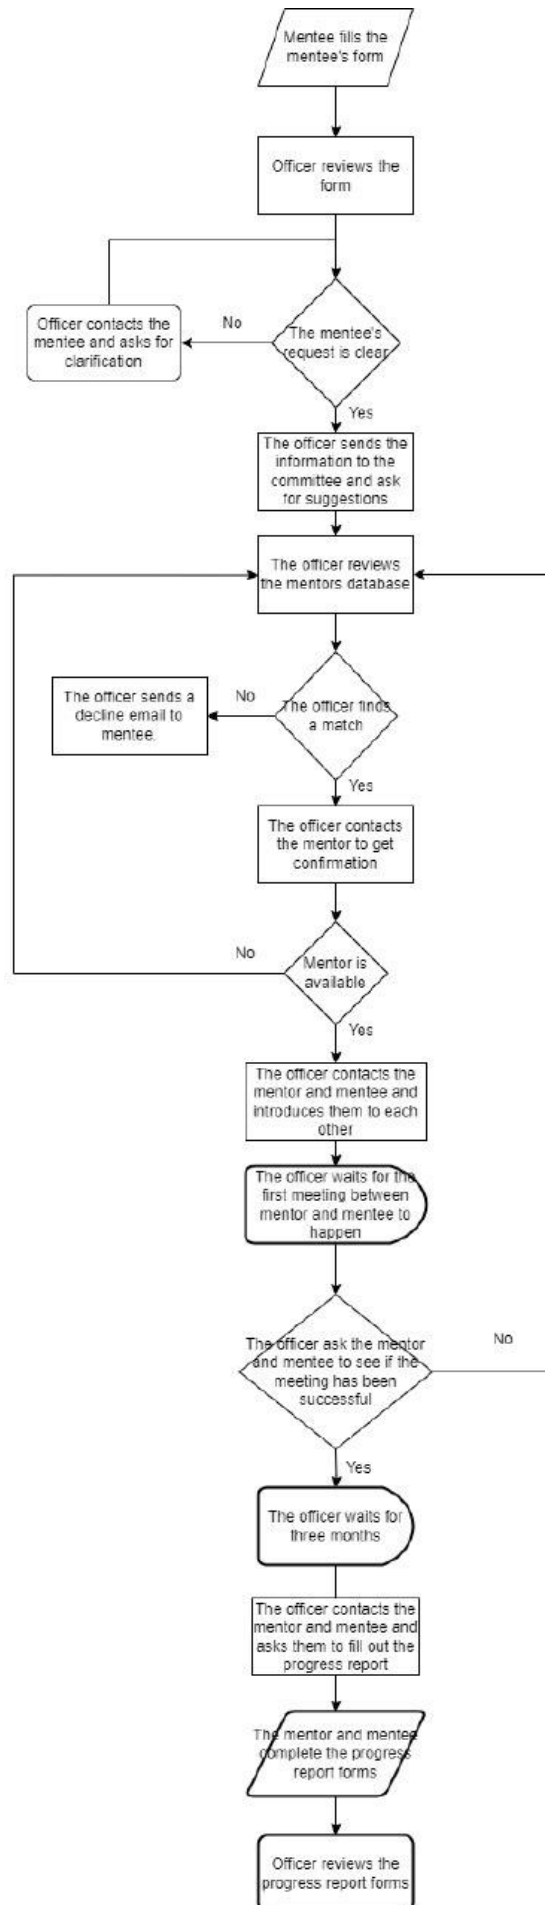 Mentee fills the
mentee's form
Officer reviews the
form
Officer contacts the
mentee and asks for
clarification
No
The mentee's
request is clear
Yes
The officer sends the
information to the
committee and ask
for suggestions
The officer reviews
the mentors database
The officer sends a
decline email to
mentee.
No
The officer finds
a match
Yes
The officer contacts
the mentor to get
confirmation
No
Mentor is
available
Yes
The officer contacts the
mentor and mentee and
introduces them to each
other
The officer waits for the
first meeting between
mentor and mentee to
happen
The officer ask the mentor
and mentee to see if the
meeting has been
successful
No
Yes
The officer waits for
three months
The officer contacts the
mentor and mentee and
asks them to fill out the
progress report
The mentor and mentee
complete the progress
report forms
Officer reviews the
progress report forms